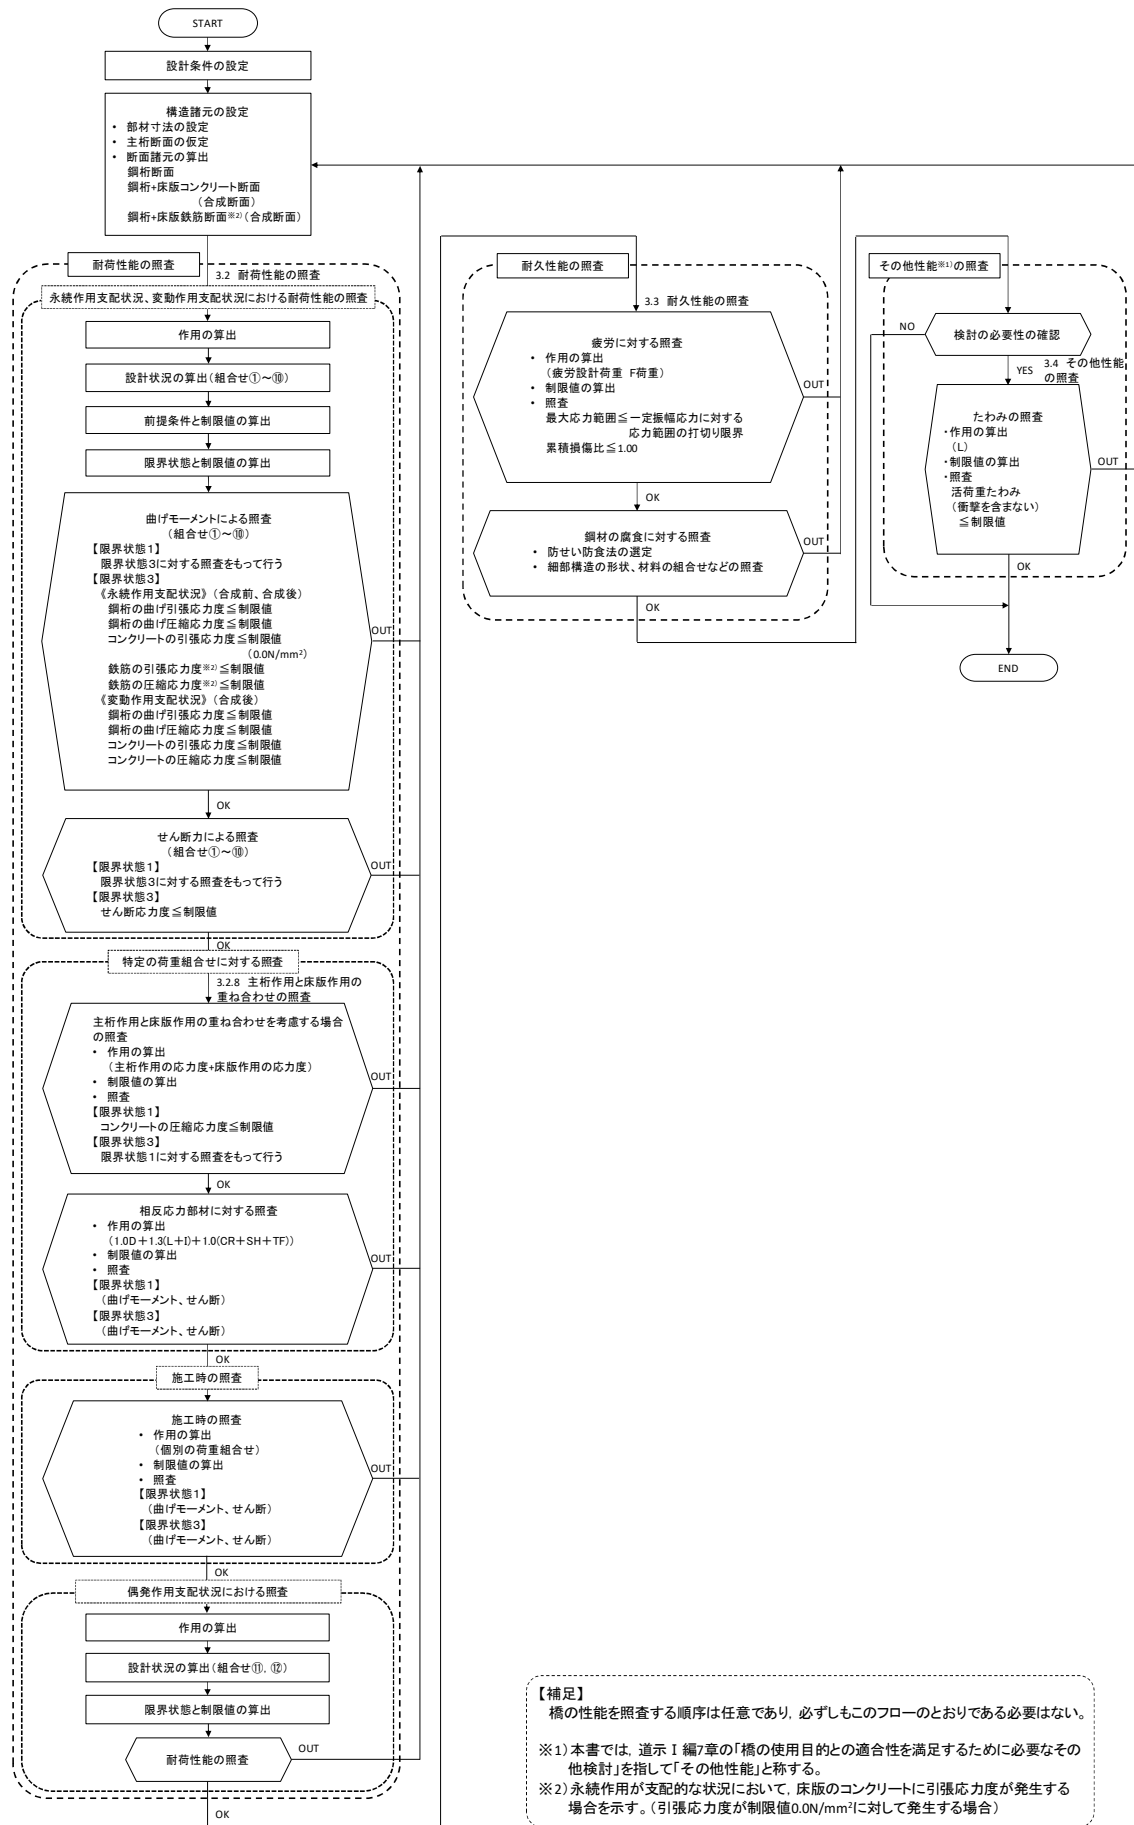 START
設計条件の設定
構造諸元の設定
• 部材寸法の設定
• 主桁断面の仮定
• 断面諸元の算出
鋼桁断面
鋼桁+床版コンクリート断面
(合成断面)
鋼桁+床版鉄筋断面※2)(合成断面)
耐荷性能の照査
3.2 耐荷性能の照査
永続作用支配状況、変動作用支配状況における耐荷性能の照査
作用の算出
設計状況の算出(組合せ①~⑩)
前提条件と制限値の算出
限界状態と制限値の算出
曲げモーメントによる照査
(組合せ①~⑩)
【限界状態1】
限界状態3に対する照査をもって行う
【限界状態3】
《永続作用支配状況》(合成前、合成後)
鋼桁の曲げ引張応力度≦制限値
鋼桁の曲げ圧縮応力度≦制限値
コンクリートの引張応力度≦制限値
(0.0N/mm²)
鉄筋の引張応力度※2)≦制限値
鉄筋の圧縮応力度※2)≦制限値
《変動作用支配状況》(合成後)
鋼桁の曲げ引張応力度≦制限値
鋼桁の曲げ圧縮応力度≦制限値
コンクリートの引張応力度≦制限値
コンクリートの圧縮応力度≦制限値
OUT
OK
せん断力による照査
(組合せ①~⑩)
【限界状態1】
限界状態3に対する照査をもって行う
【限界状態3】
せん断応力度≦制限値
OUT
OK
特定の荷重組合せに対する照査
3.2.8 主桁作用と床版作用の
重ね合わせの照査
主桁作用と床版作用の重ね合わせを考慮する場合
の照査
• 作用の算出
(主桁作用の応力度+床版作用の応力度)
• 制限値の算出
• 照査
【限界状態1】
コンクリートの圧縮応力度≦制限値
【限界状態3】
限界状態1に対する照査をもって行う
OUT
OK
相反応力部材に対する照査
• 作用の算出
(1.0D+1.3(L+I)+1.0(CR+SH+TF))
• 制限値の算出
• 照査
【限界状態1】
(曲げモーメント、せん断)
【限界状態3】
(曲げモーメント、せん断)
OUT
OK
施工時の照査
施工時の照査
• 作用の算出
(個別の荷重組合せ)
• 制限値の算出
• 照査
【限界状態1】
(曲げモーメント、せん断)
【限界状態3】
(曲げモーメント、せん断)
OUT
OK
偶発作用支配状況における照査
作用の算出
設計状況の算出(組合せ⑪,⑫)
限界状態と制限値の算出
耐荷性能の照査
OUT
OK
耐久性能の照査
3.3 耐久性能の照査
疲労に対する照査
• 作用の算出
(疲労設計荷重 F荷重)
• 制限値の算出
• 照査
最大応力範囲≦一定振幅応力に対する
応力範囲の打切り限界
累積損傷比≦1.00
OUT
OK
鋼材の腐食に対する照査
• 防せい防食法の選定
• 細部構造の形状、材料の組合せなどの照査
OUT
OK
その他性能※1)の照査
NO
検討の必要性の確認
YES
3.4 その他性能
の照査
たわみの照査
・作用の算出
(L)
・制限値の算出
・照査
活荷重たわみ
(衝撃を含まない)
≦制限値
OUT
OK
END
【補足】
橋の性能を照査する順序は任意であり,必ずしもこのフローのとおりである必要はない。
※1)本書では,道示Ⅰ編7章の「橋の使用目的との適合性を満足するために必要なその
他検討」を指して「その他性能」と称する。
※2)永続作用が支配的な状況において,床版のコンクリートに引張応力度が発生する
場合を示す。(引張応力度が制限値0.0N/mm²に対して発生する場合)